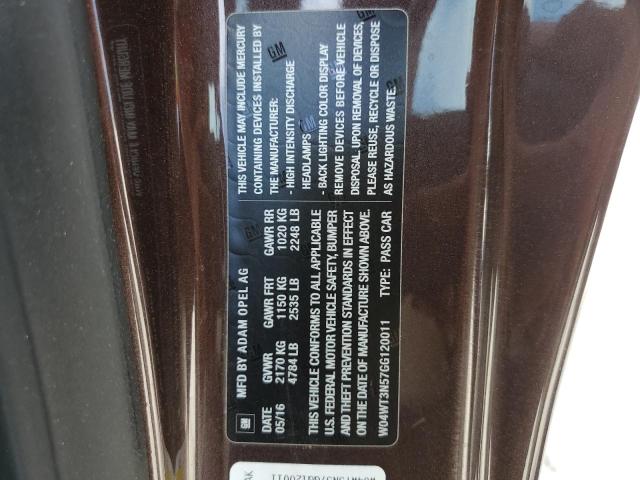 MFD BY ADAM OPEL AG
DATE GVWR GAWR FRT GAWR RR
05/16 2170 KG 1150 KG 1020 KG
4784 LB 2535 LB 2248 LB
THIS VEHICLE CONFORMS TO ALL APPLICABLE
U.S. FEDERAL MOTOR VEHICLE SAFETY, BUMPER
AND THEFT PREVENTION STANDARDS IN EFFECT
ON THE DATE OF MANUFACTURE SHOWN ABOVE.
W04WT3N57GG120011 TYPE: PASS CAR
THIS VEHICLE MAY INCLUDE MERCURY
CONTAINING DEVICES INSTALLED BY
THE MANUFACTURER:
- HIGH INTENSITY DISCHARGE
HEADLAMPS
- BACK LIGHTING COLOR DISPLAY
REMOVE DEVICES BEFORE VEHICLE
DISPOSAL. UPON REMOVAL OF DEVICES,
PLEASE REUSE, RECYCLE OR DISPOSE
AS HAZARDOUS WASTE.
GM
GM
GM
GM